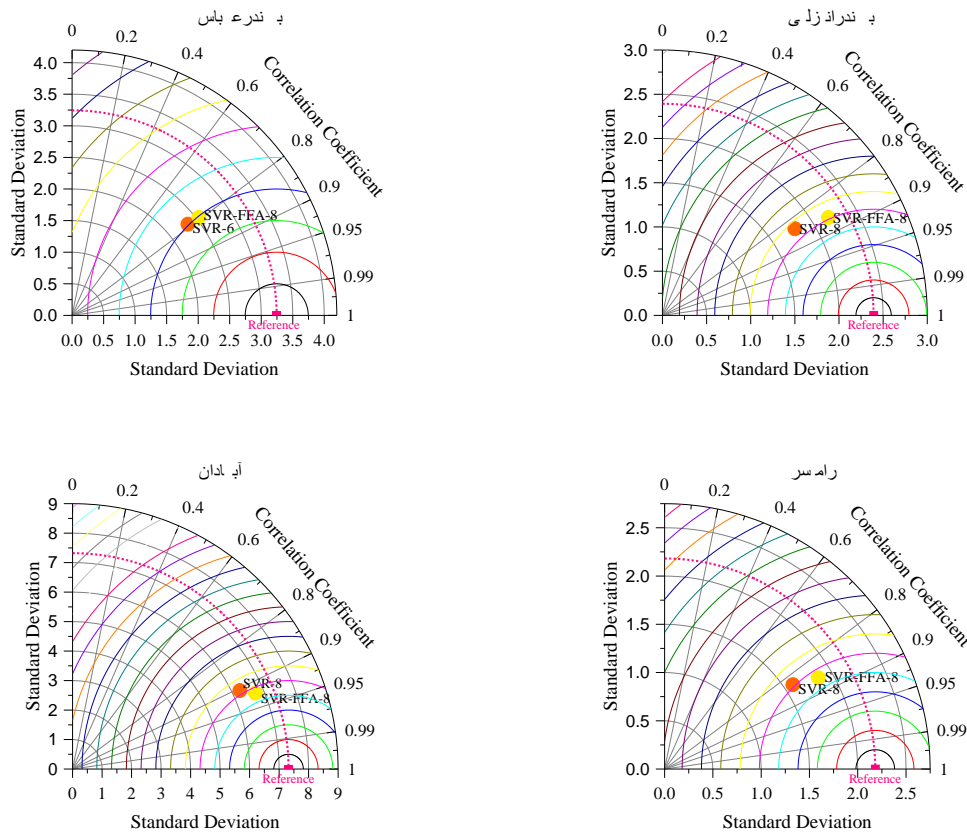 بندرعباس
0
0.2
0.4
0.6
0.8
0.9
0.95
0.99
1
Correlation Coefficient
Standard Deviation
4.0
3.5
3.0
2.5
2.0
1.5
1.0
0.5
0.0
SVR-FFA-8
SVR-6
Reference
0.0 0.5 1.0 1.5 2.0 2.5 3.0 3.5 4.0
Standard Deviation
بندرانزلی
0
0.2
0.4
0.6
0.8
0.9
0.95
0.99
1
Correlation Coefficient
Standard Deviation
3.0
2.5
2.0
1.5
1.0
0.5
0.0
SVR-FFA-8
SVR-8
Reference
0.0 0.5 1.0 1.5 2.0 2.5 3.0
Standard Deviation
آبادان
0
0.2
0.4
0.6
0.8
0.9
0.95
0.99
1
Correlation Coefficient
Standard Deviation
9
8
7
6
5
4
3
2
1
0
SVR-8
SVR-FFA-8
Reference
0 1 2 3 4 5 6 7 8 9
Standard Deviation
رامسر
0
0.2
0.4
0.6
0.8
0.9
0.95
0.99
1
Correlation Coefficient
Standard Deviation
2.5
2.0
1.5
1.0
0.5
0.0
SVR-FFA-8
SVR-8
Reference
0.0 0.5 1.0 1.5 2.0 2.5
Standard Deviation